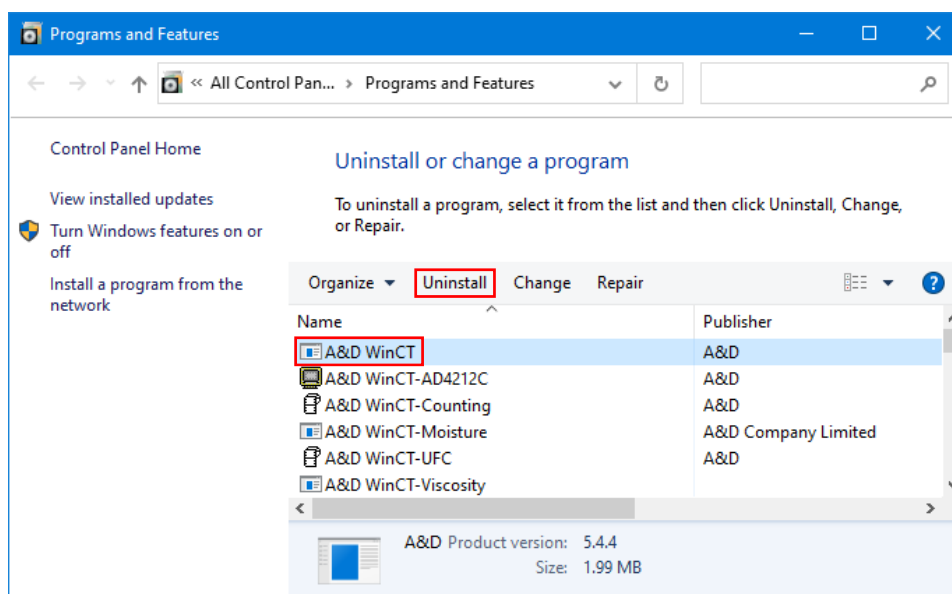 Programs and Features
« All Control Pan... › Programs and Features
Control Panel Home
View installed updates
Turn Windows features on or
off
Install a program from the
network
Uninstall or change a program
To uninstall a program, select it from the list and then click Uninstall, Change,
or Repair.
Organize Uninstall Change Repair ?
Name Publisher
A&D WinCT A&D
A&D WinCT-AD4212C A&D
A&D WinCT-Counting A&D
A&D WinCT-Moisture A&D Company Limited
A&D WinCT-UFC A&D
A&D WinCT-Viscosity
A&D Product version: 5.4.4
Size: 1.99 MB